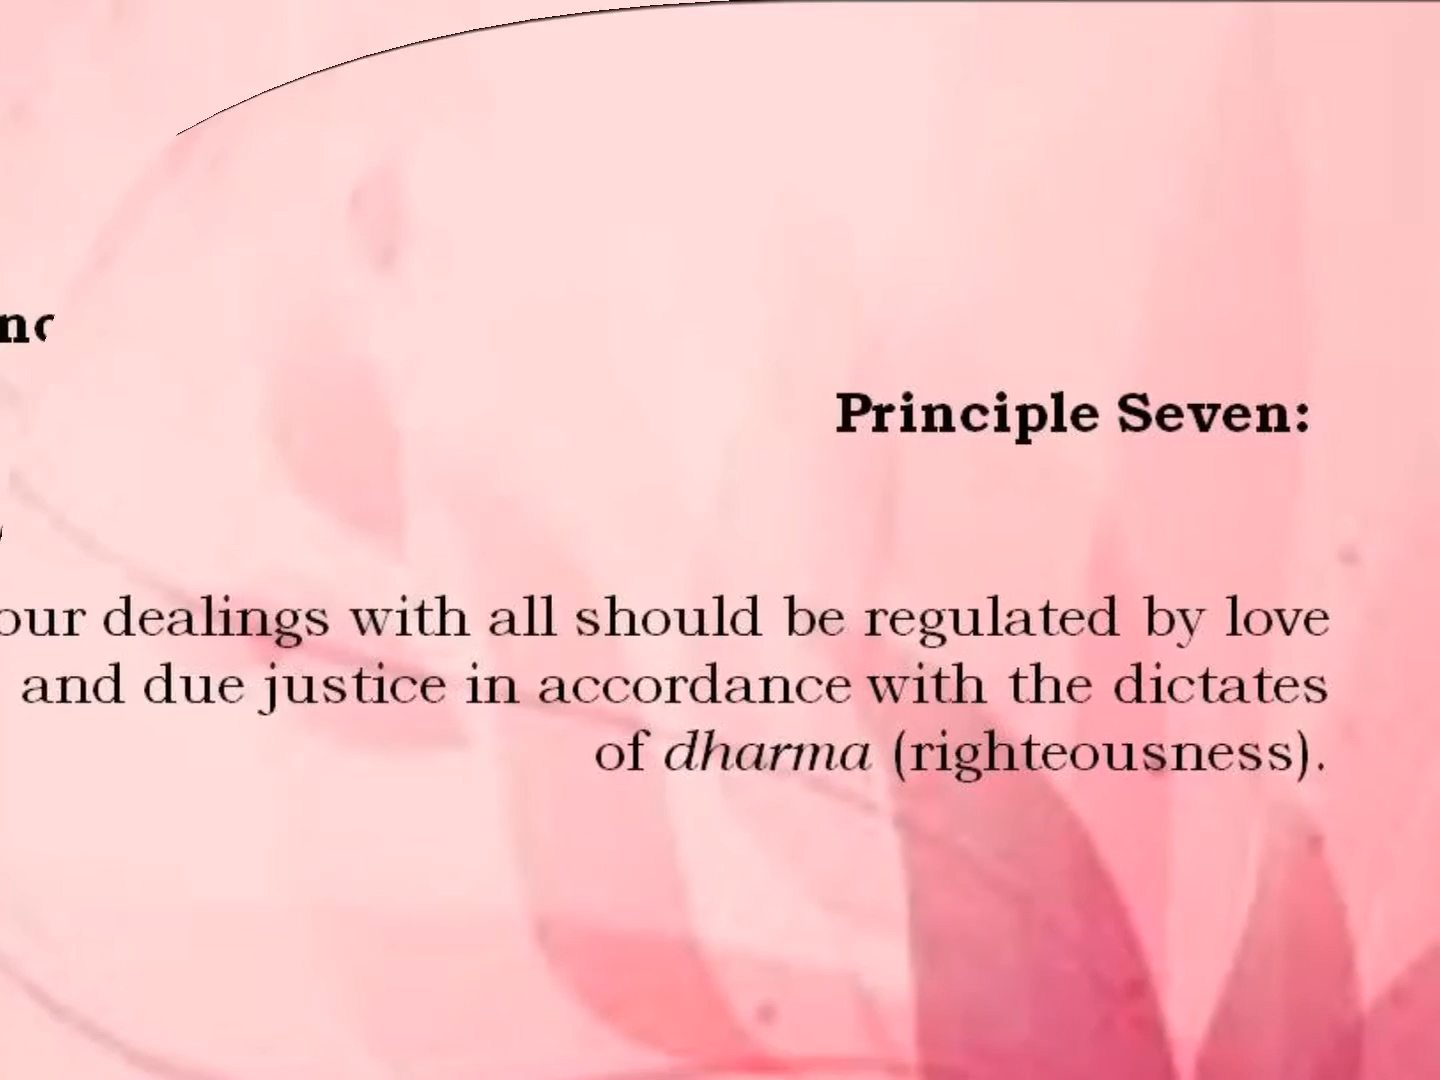 Principle Seven:
our dealings with all should be regulated by love
and due justice in accordance with the dictates
of dharma (righteousness).